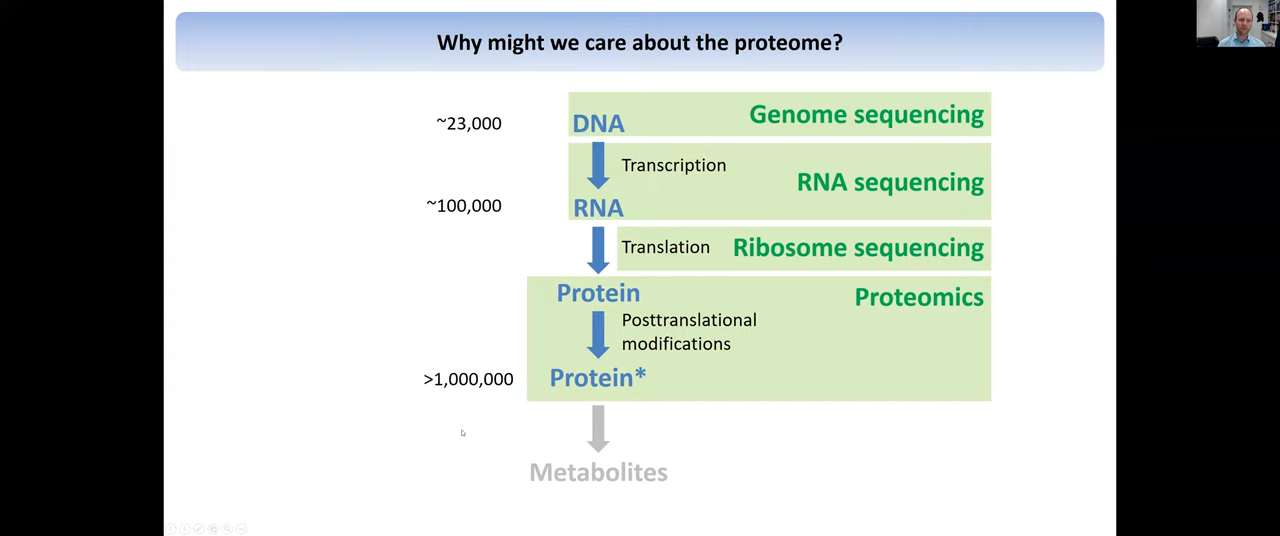 Why might we care about the proteome?
~23,000
DNA
Genome sequencing
Transcription
RNA sequencing
~100,000
RNA
Translation
Ribosome sequencing
Protein
Proteomics
Posttranslational
modifications
>1,000,000
Protein*
Metabolites